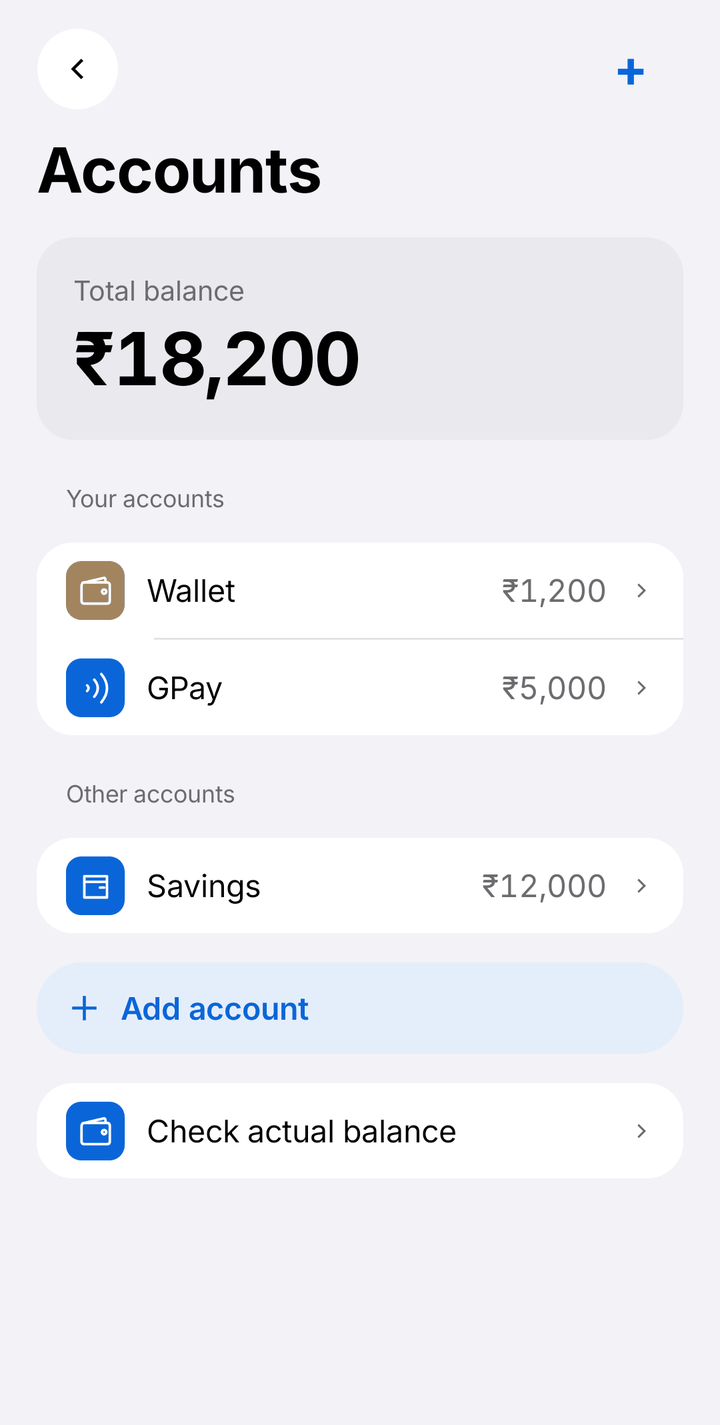 Accounts
Total balance
₹18,200
Your accounts
Wallet ₹1,200
GPay ₹5,000
Other accounts
Savings ₹12,000
Add account
Check actual balance